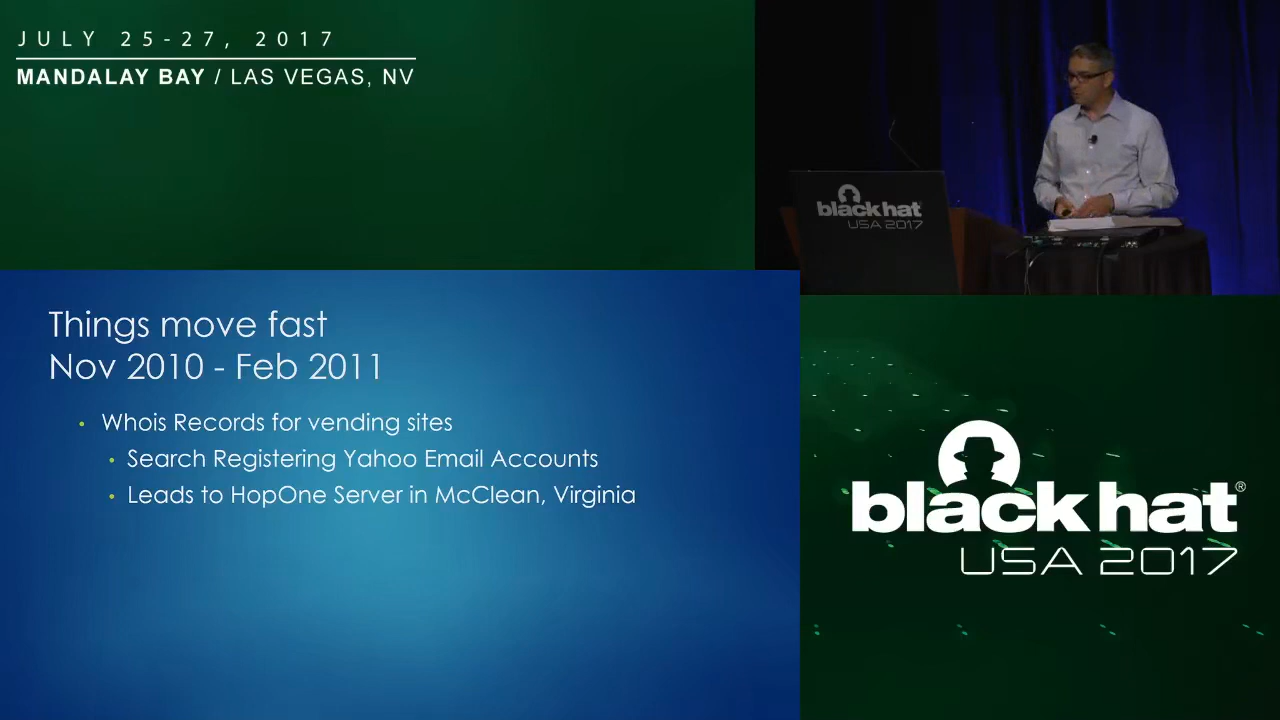 JULY 25-27, 2017
MANDALAY BAY / LAS VEGAS, NV
black hat
USA 2017
Things move fast
Nov 2010 - Feb 2011
• Whois Records for vending sites
• Search Registering Yahoo Email Accounts
• Leads to HopOne Server in McClean, Virginia
black hat®
USA 2017